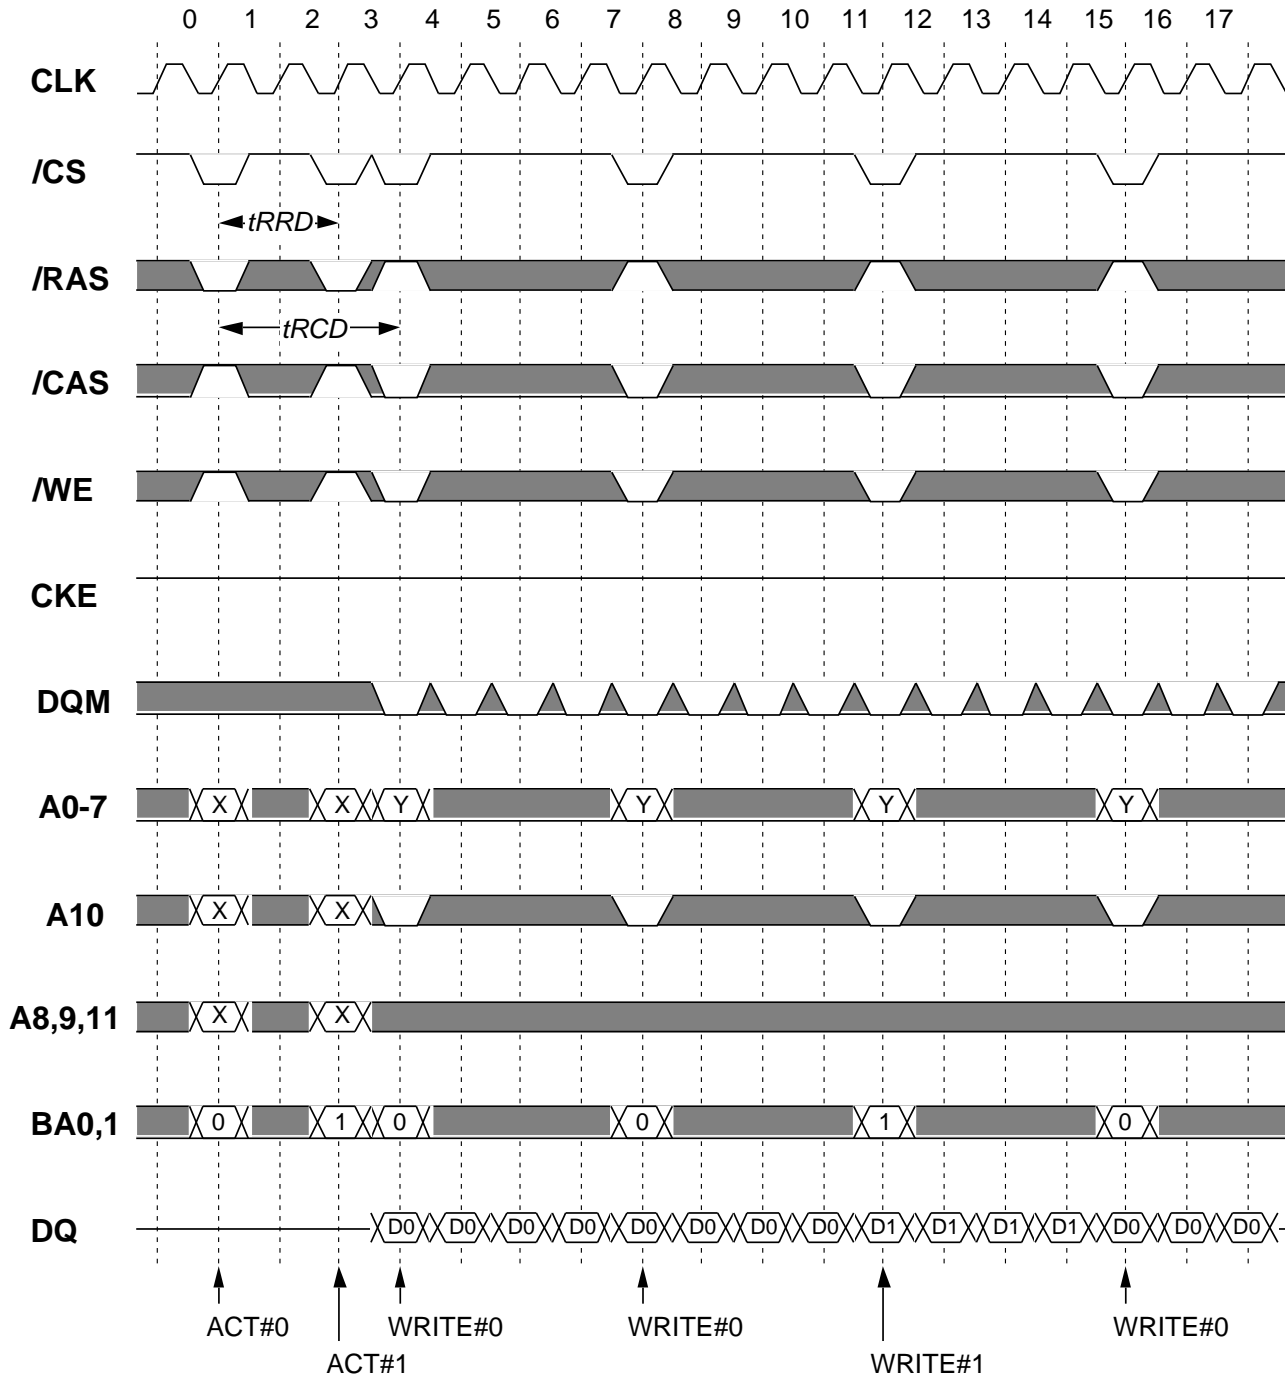 0 1 2 3 4 5 6 7 8 9 10 11 12 13 14 15 16 17
CLK
/CS
tRRD
/RAS
tRCD
/CAS
/WE
CKE
DQM
A0-7 X X Y Y Y Y
A10 X X
A8,9,11 X X
BA0,1 0 1 0 0 1 0
DQ D0 D0 D0 D0 D0 D0 D0 D0 D1 D1 D1 D1 D0 D0 D0
ACT#0 WRITE#0 WRITE#0 WRITE#0
ACT#1 WRITE#1